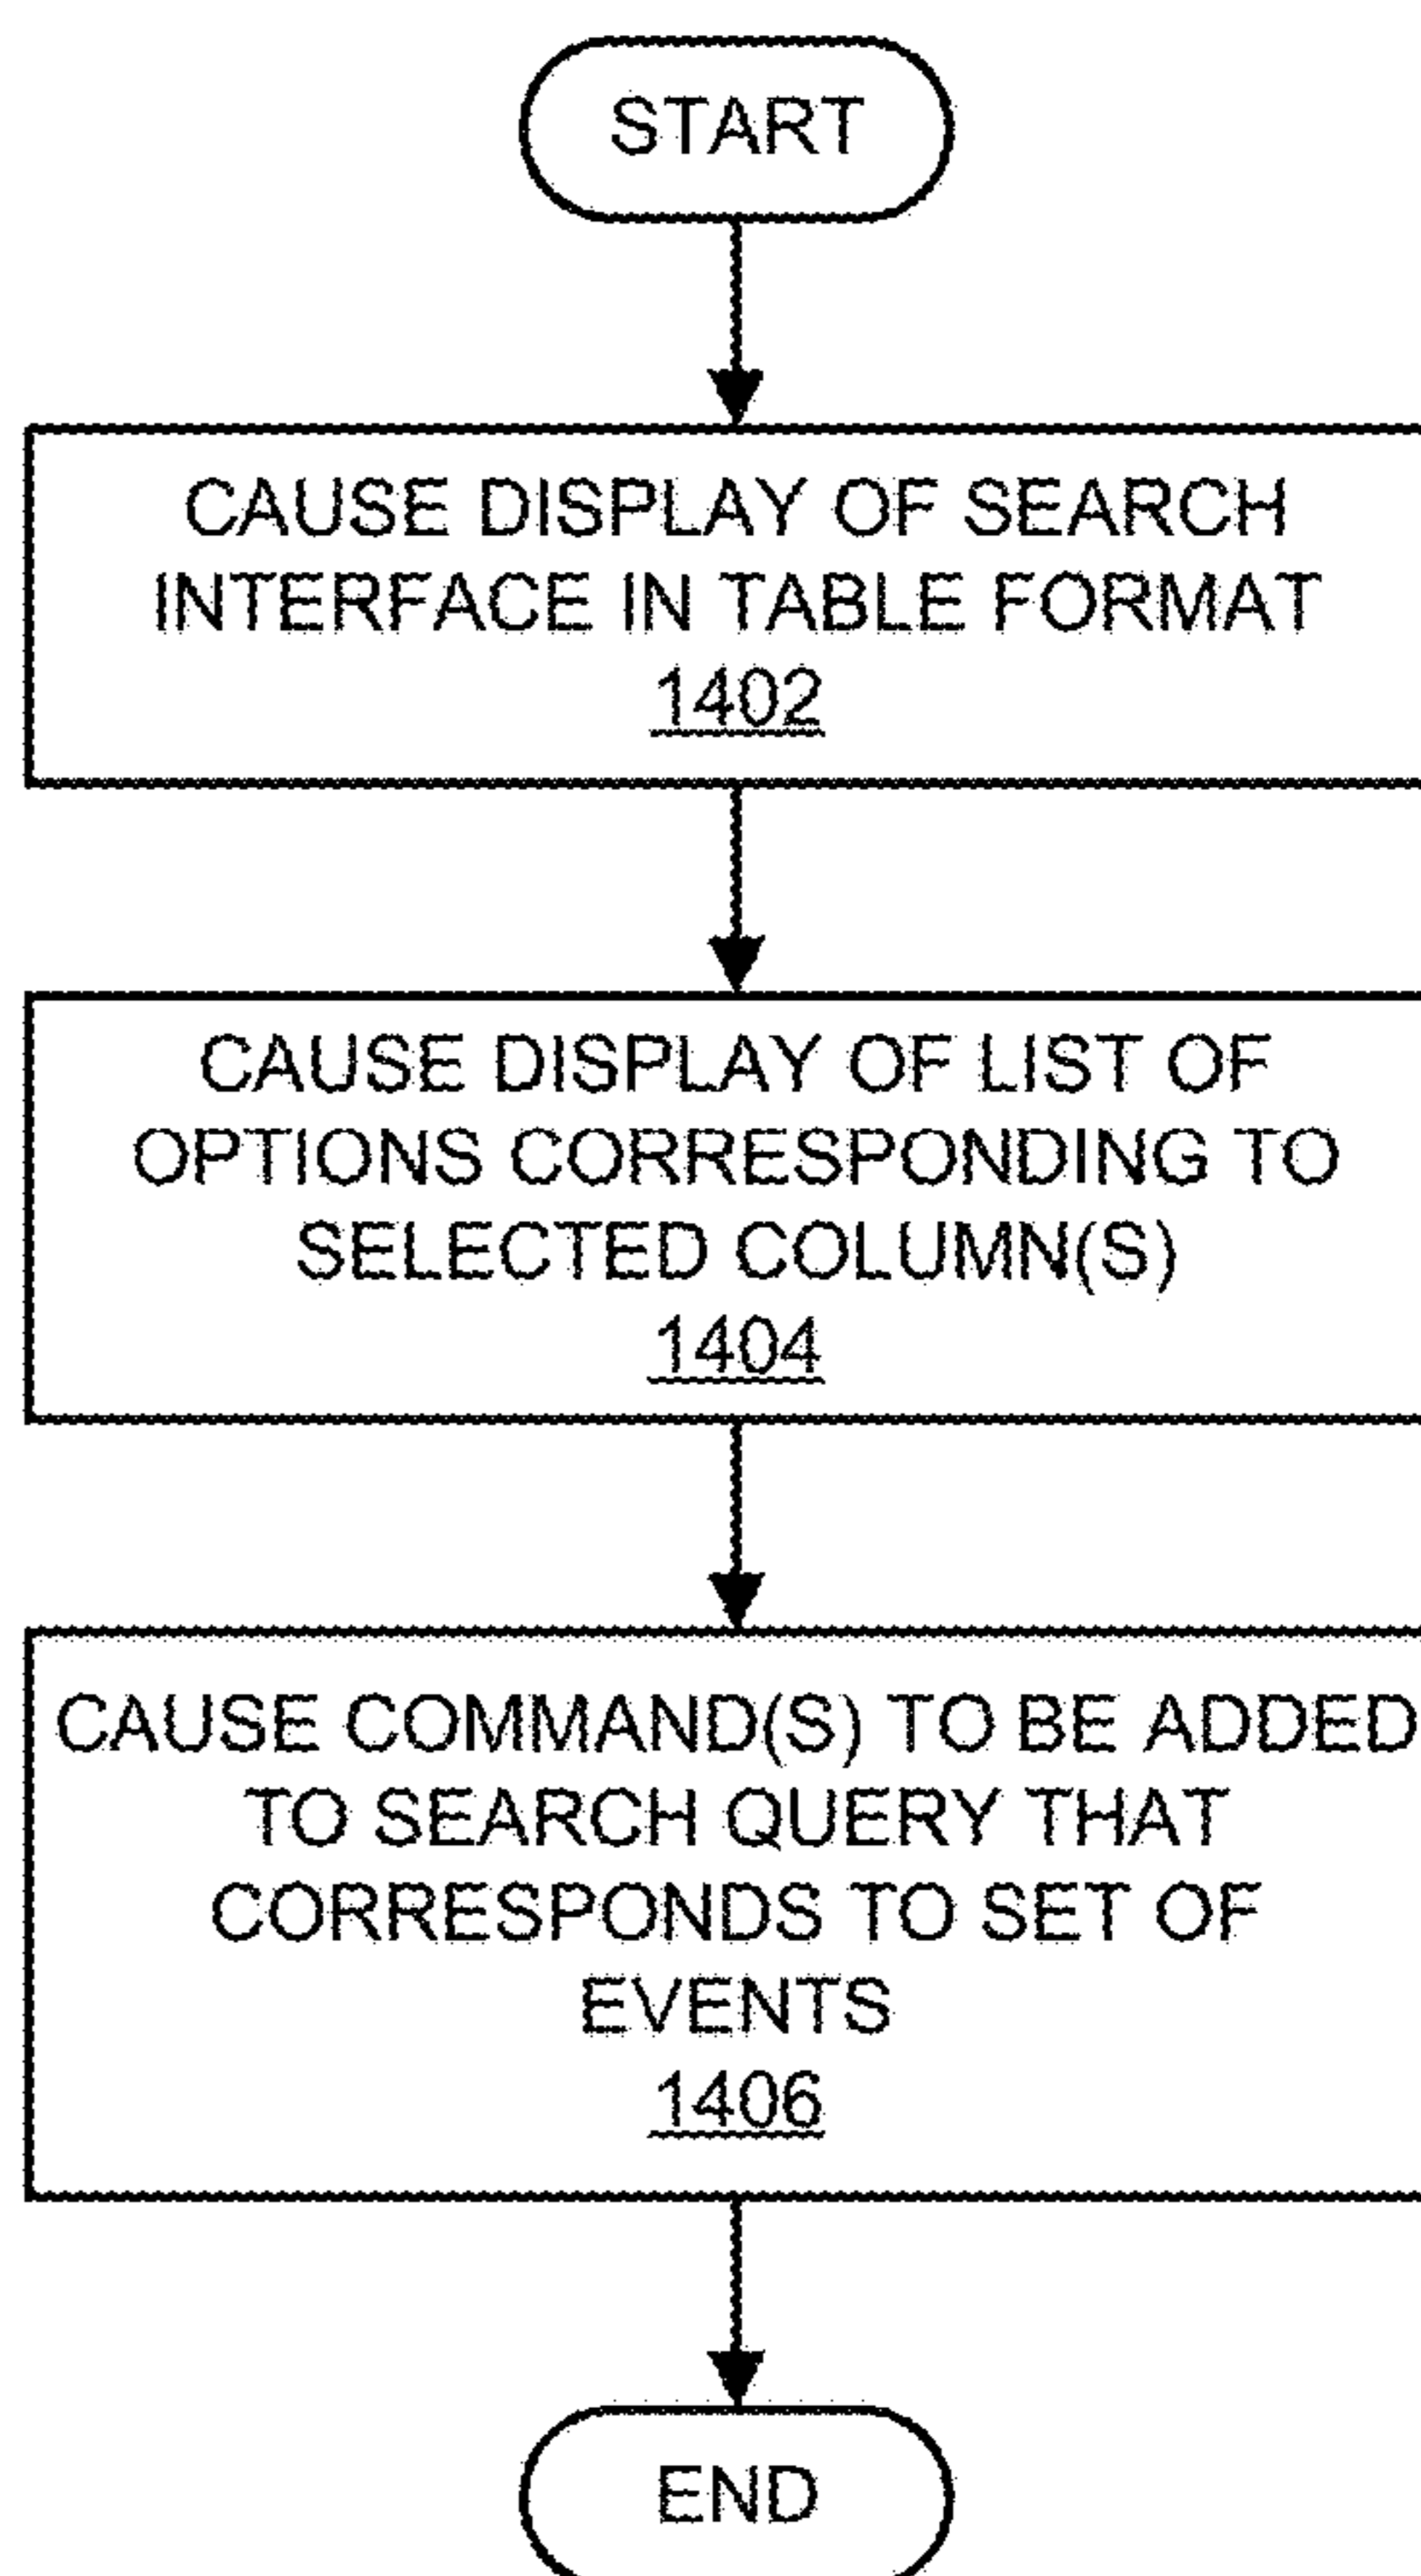 START
CAUSE DISPLAY OF SEARCH
INTERFACE IN TABLE FORMAT
1402
CAUSE DISPLAY OF LIST OF
OPTIONS CORRESPONDING TO
SELECTED COLUMN(S)
1404
CAUSE COMMAND(S) TO BE ADDED
TO SEARCH QUERY THAT
CORRESPONDS TO SET OF
EVENTS
1406
END